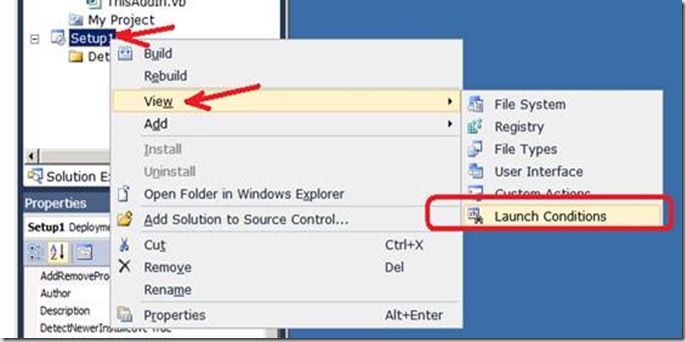 ThisAddIn.vb
My Project
Setup1
Det
Build
Rebuild
View
Add
Install
Uninstall
Open Folder in Windows Explorer
Add Solution to Source Control...
Cut Ctrl+X
Remove Del
Rename
Properties Alt+Enter
File System
Registry
File Types
User Interface
Custom Actions
Launch Conditions
Solution Ex
Properties
Setup1 Deployme
AddRemovePro
Author
Description
True